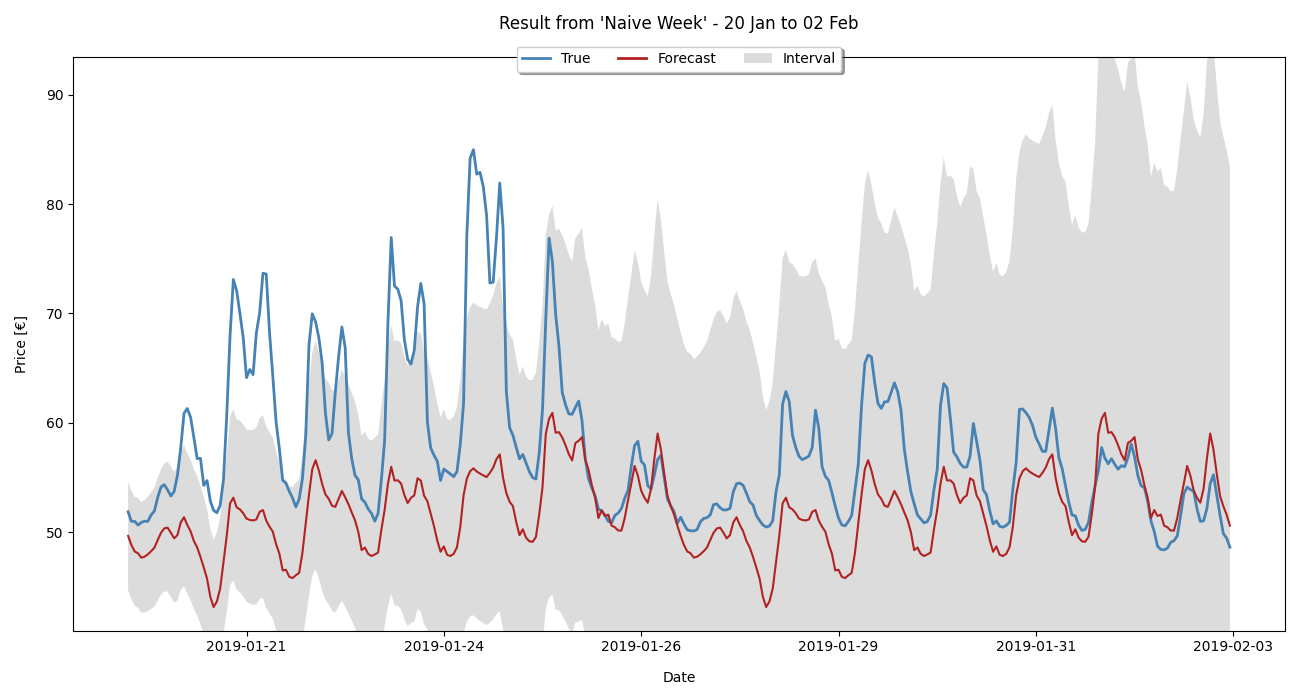 Result from 'Naive Week' - 20 Jan to 02 Feb
True Forecast Interval
90
80
70
60
50
Price [€]
2019-01-21 2019-01-24 2019-01-26 2019-01-29 2019-01-31 2019-02-03
Date